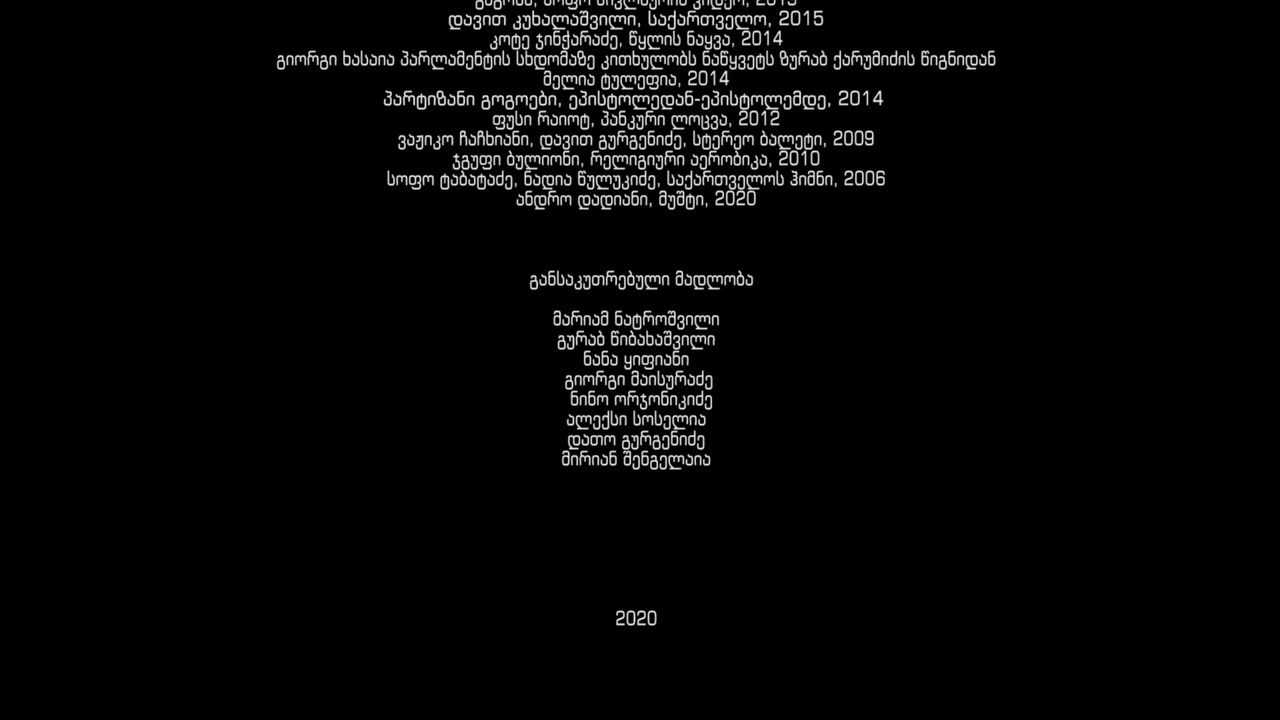 დავით კუხალაშვილი, საქართველო, 2015
კოტე ჯინჭარაძე, წყლის ნაყვა, 2014
გიორგი ხასაია პარლამენტის სხდომაზე კითხულობს ნაწყვეტს ზურაბ ქარუმიძის წიგნიდან
მელია ტულეფია, 2014
პარტიზანი გოგოები, ეპისტოლედან-ეპისტოლემდე, 2014
ფუსი რაიოტ, პანკური ლოცვა, 2012
ვაჟიკო ჩაჩხიანი, დავით გურგენიძე, სტერეო ბალეტი, 2009
ჯგუფი ბულიონი, რელიგიური აერობიკა, 2010
სოფო ტაბატაძე, ნადია წულუკიძე, საქართველოს ჰიმნი, 2006
ანდრო დადიანი, მუშტი, 2020
განსაკუთრებული მადლობა
მარიამ ნატროშვილი
გურაბ წიბახაშვილი
ნანა ყიფიანი
გიორგი მაისურაძე
ნინო ორჯონიკიძე
ალექსი სოსელია
დათო გურგენიძე
მირიან შენგელაია
2020